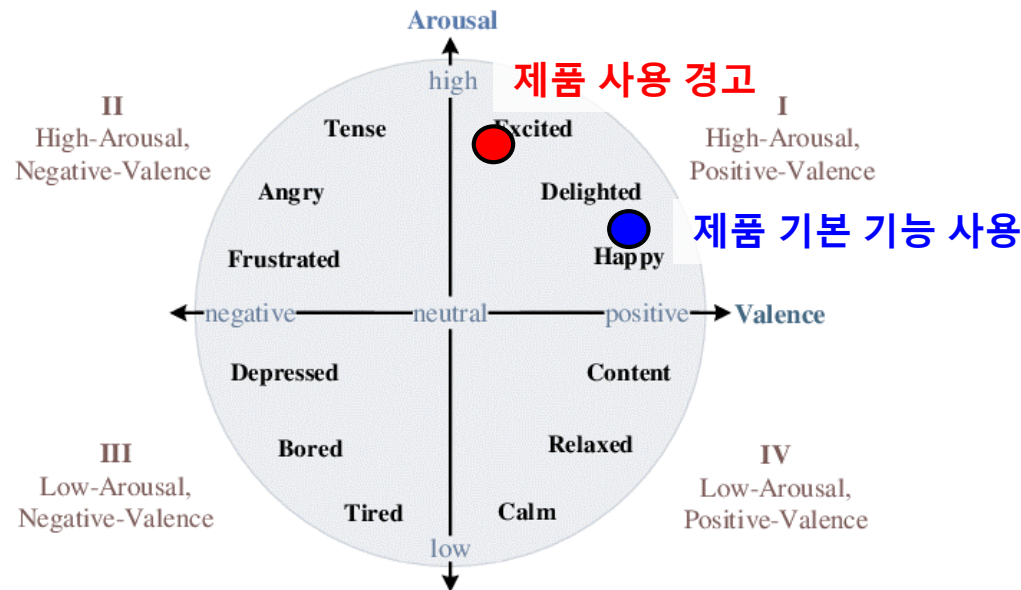 Arousal
high
제품 사용 경고
II
High-Arousal,
Negative-Valence
I
High-Arousal,
Positive-Valence
Tense
Excited
Angry
Delighted
제품 기본 기능 사용
Frustrated
Happy
negative
neutral
positive
Valence
Depressed
Content
Bored
Relaxed
III
Low-Arousal,
Negative-Valence
IV
Low-Arousal,
Positive-Valence
Tired
Calm
low